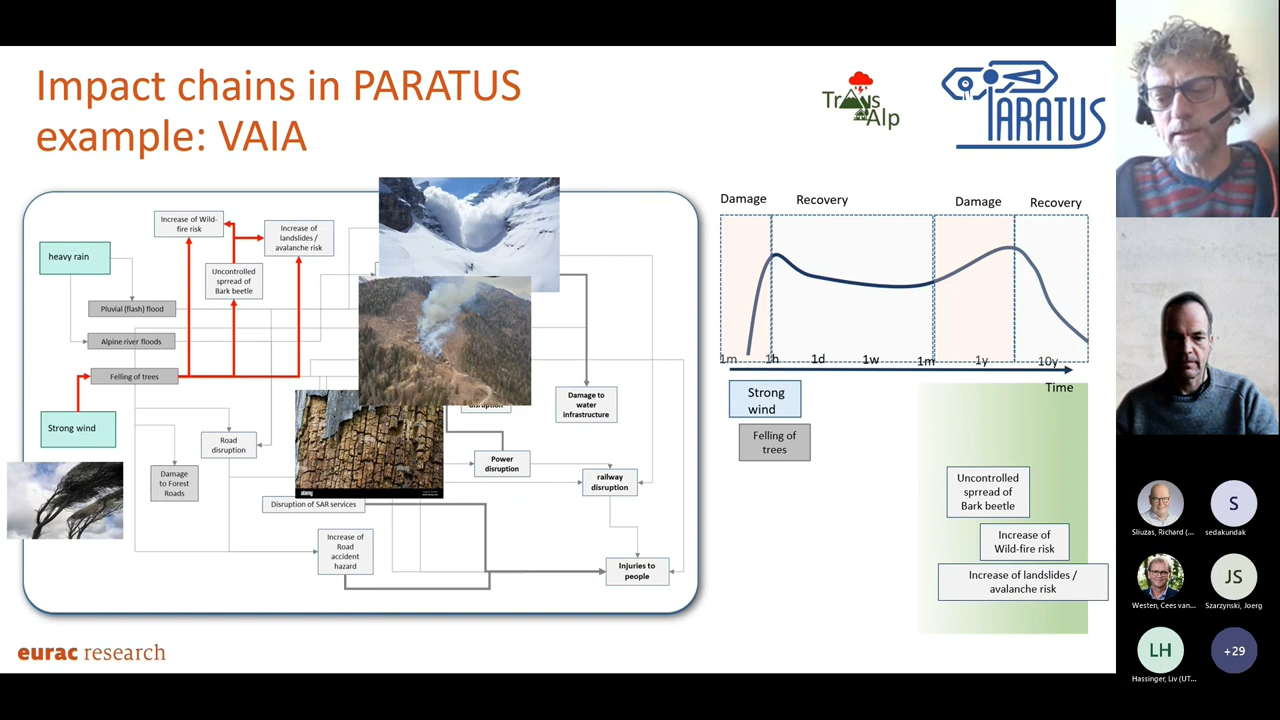 Impact chains in PARATUS
example: VAIA
Trans
Alp
PARATUS
heavy rain
Increase of Wild-
fire risk
Increase of
landslides /
avalanche risk
Uncontrolled
sprread of
Bark beetle
Pluvial (flash) flood
Alpine river floods
Felling of trees
Strong wind
Road
disruption
Damage
to Forest
Roads
Disruption of SAR services
Increase of
Road
accident
hazard
disruption
Power
disruption
Damage to
water
infrastructure
railway
disruption
Injuries to
people
alamy
Damage
Recovery
Damage
Recovery
1m
1h
1d
1w
1m
1y
10y
Time
Strong
wind
Felling of
trees
Uncontrolled
sprread of
Bark beetle
Increase of
Wild-fire risk
Increase of landslides /
avalanche risk
eurac research
Sliuzas, Richard (...
S
sedakundak
Westen, Cees van...
JS
Szarzynski, Joerg
LH
Hassinger, Liv (UT...
+29